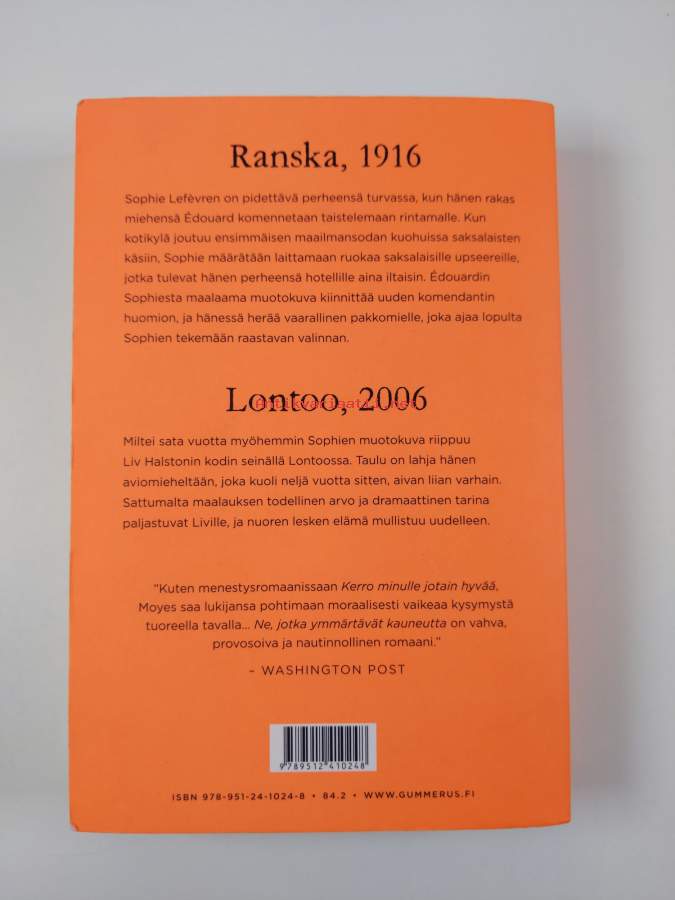 Ranska, 1916
Sophie Lefèvren on pidettävä perheensä turvassa, kun hänen rakas
miehensä Édouard komennetaan taistelemaan rintamalle. Kun
kotikylä joutuu ensimmäisen maailmansodan kuohuissa saksalaisten
käsiin, Sophie määrätään laittamaan ruokaa saksalaisille upseereille,
jotka tulevat hänen perheensä hotellille aina iltaisin. Édouardin
Sophiesta maalaama muotokuva kiinnittää uuden komendantin
huomion, ja hänessä herää vaarallinen pakkomielle, joka ajaa lopulta
Sophien tekemään raastavan valinnan.
Lontoo, 2006
Antikvariaatti.net
Miltei sata vuotta myöhemmin Sophien muotokuva riippuu
Liv Halstonin kodin seinällä Lontoossa. Taulu on lahja hänen
aviomieheltään, joka kuoli neljä vuotta sitten, aivan liian varhain.
Sattumalta maalauksen todellinen arvo ja dramaattinen tarina
paljastuvat Liville, ja nuoren lesken elämä mullistuu uudelleen.
"Kuten menestysromaanissaan Kerro minulle jotain hyvää,
Moyes saa lukijansa pohtimaan moraalisesti vaikeaa kysymystä
tuoreella tavalla... Ne, jotka ymmärtävät kauneutta on vahva,
provosoiva ja nautinnollinen romaani."
– WASHINGTON POST
9 789512 410248
ISBN 978-951-24-1024-8 • 84.2 • WWW.GUMMERUS.FI